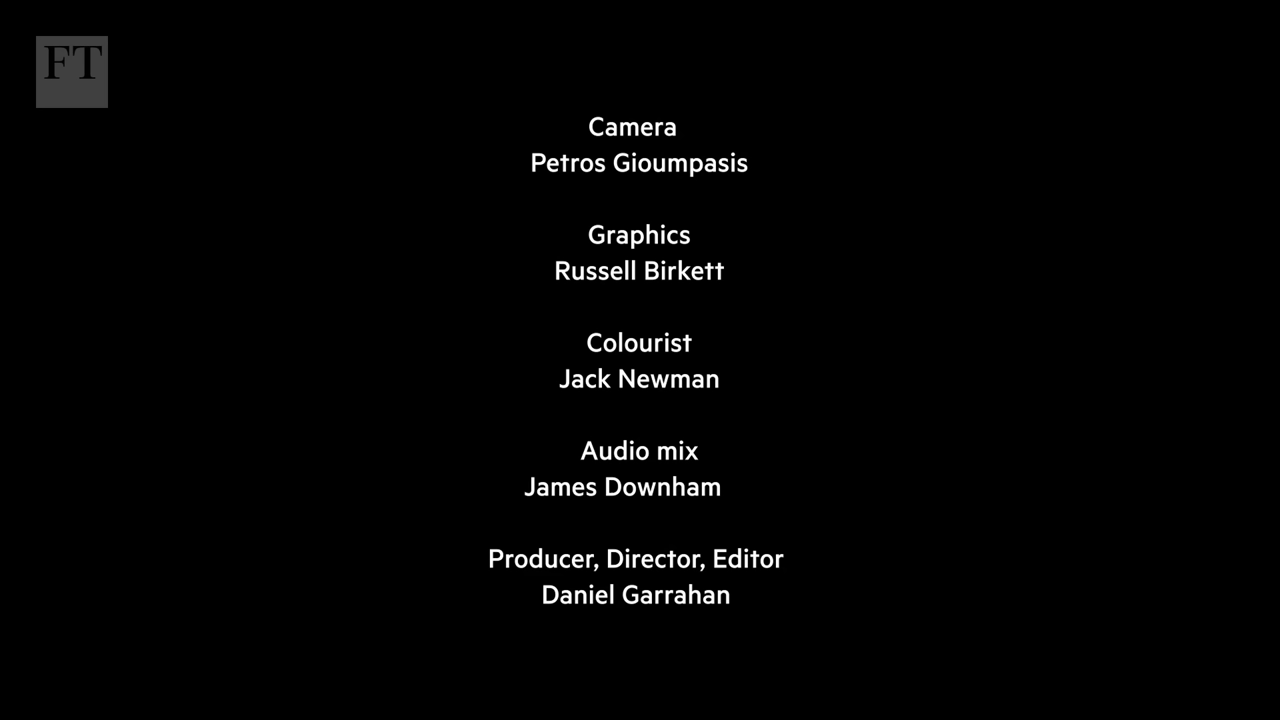 FT
Camera
Petros Gioumpasis
Graphics
Russell Birkett
Colourist
Jack Newman
Audio mix
James Downham
Producer, Director, Editor
Daniel Garrahan